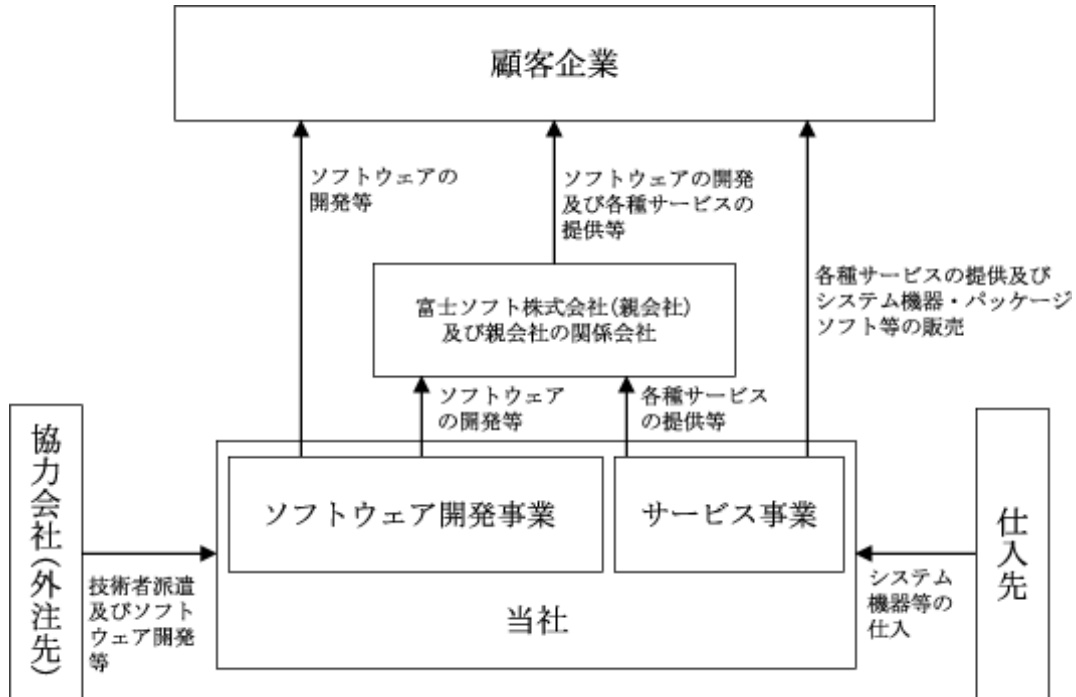 顧客企業
ソフトウェアの
開発等
ソフトウェアの開発
及び各種サービスの
提供等
各種サービスの提供及び
システム機器・パッケージ
ソフト等の販売
富士ソフト株式会社(親会社)
及び親会社の関係会社
ソフトウェア
の開発等
各種サービス
の提供等
協力会社(外注先)
ソフトウェア開発事業
サービス事業
仕入先
技術者派遣
及びソフト
ウェア開発
等
当社
システム
機器等の
仕入